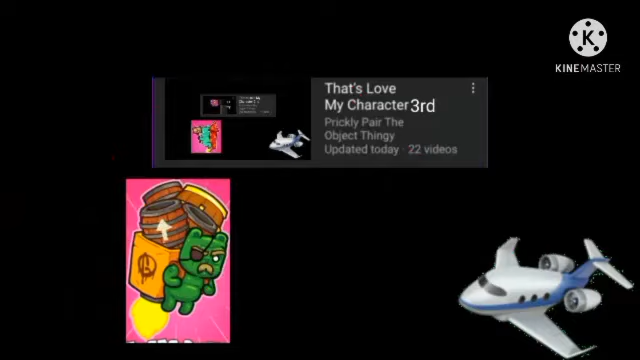 K
KINEMASTER
That's Love
My Character 3rd
Prickly Pair The
Object Thingy
Updated today · 22 videos